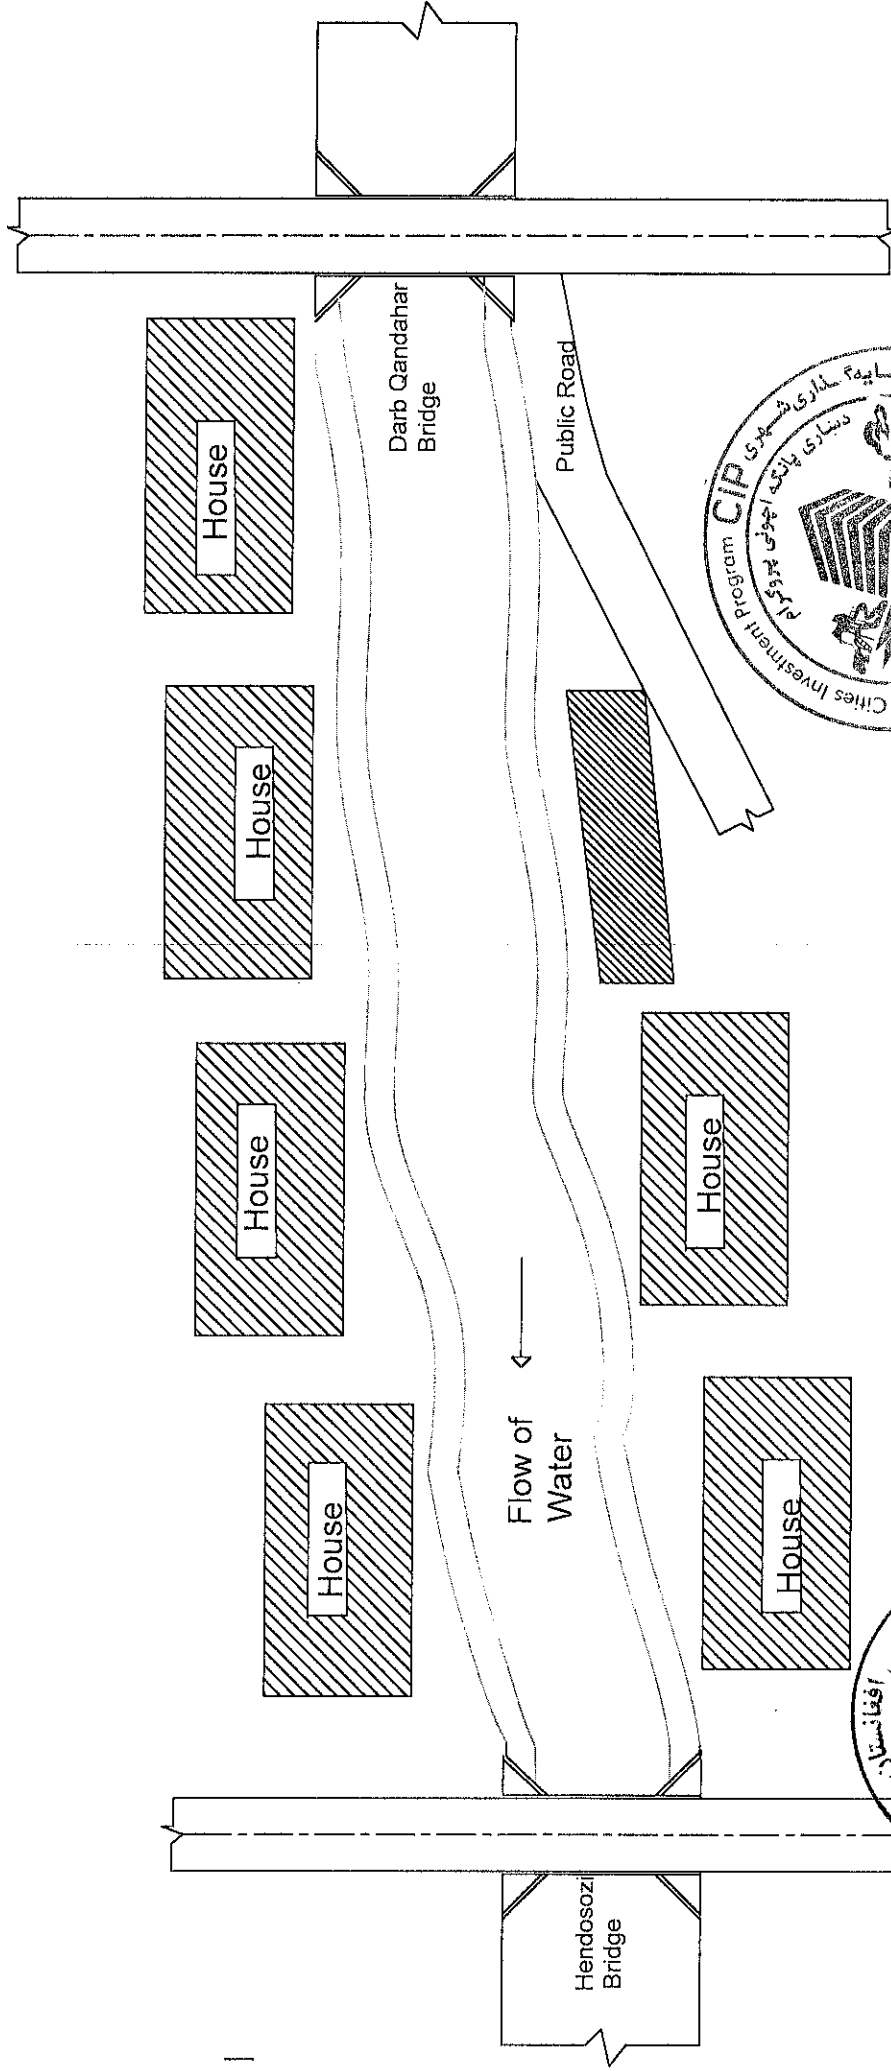 House
House
House
House
Darb Qandahar
Bridge
Public Road
Flow of
Water
House
House
Hendosozi
Bridge
Cities Investment Program CIP
افغانستان